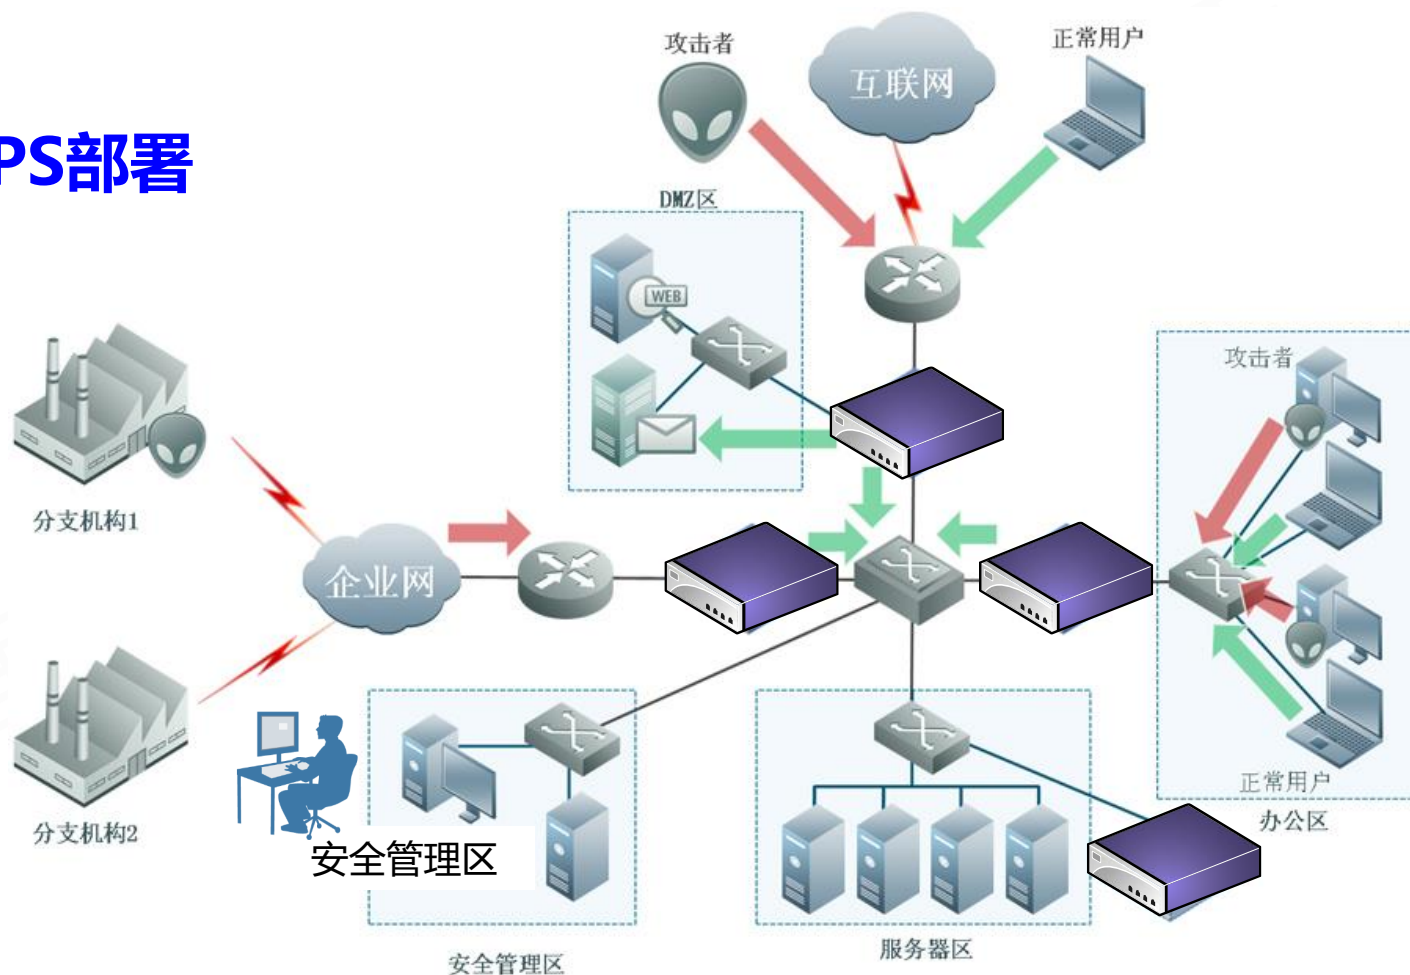 攻击者
互联网
正常用户
PS部署
DMZ区
WEB
攻击者
分支机构1
企业网
正常用户
办公区
分支机构2
安全管理区
服务器区
安全管理区